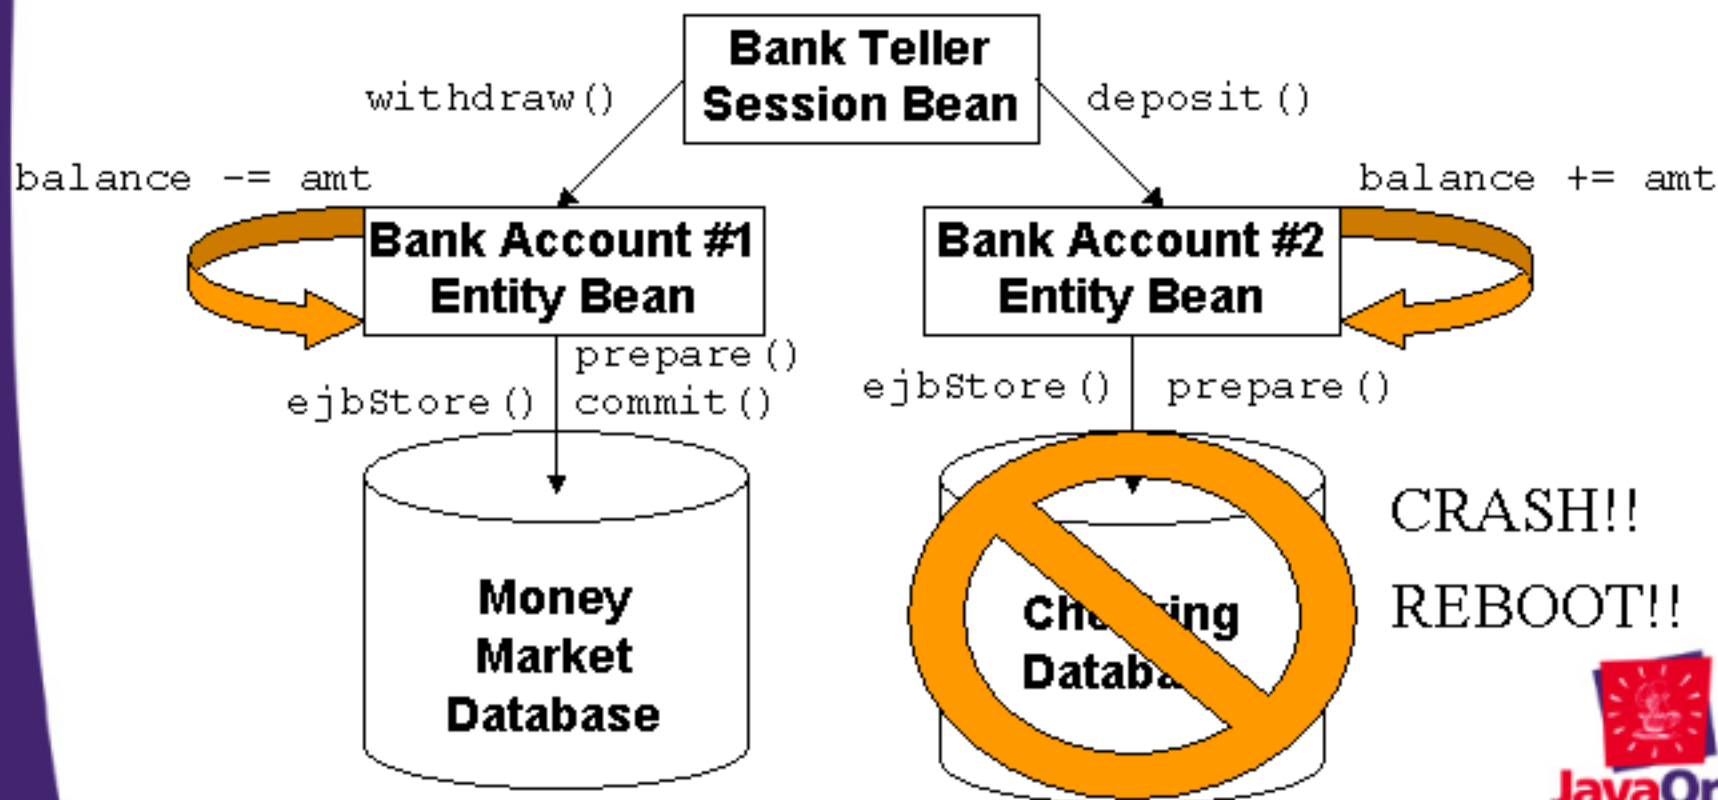 Bank Teller
Session Bean
withdraw()
deposit()
balance -= amt
balance += amt
Bank Account #1
Entity Bean
Bank Account #2
Entity Bean
prepare()
ejbStore()
commit()
ejbStore()
prepare()
Money
Market
Database
CRASH!!
REBOOT!!